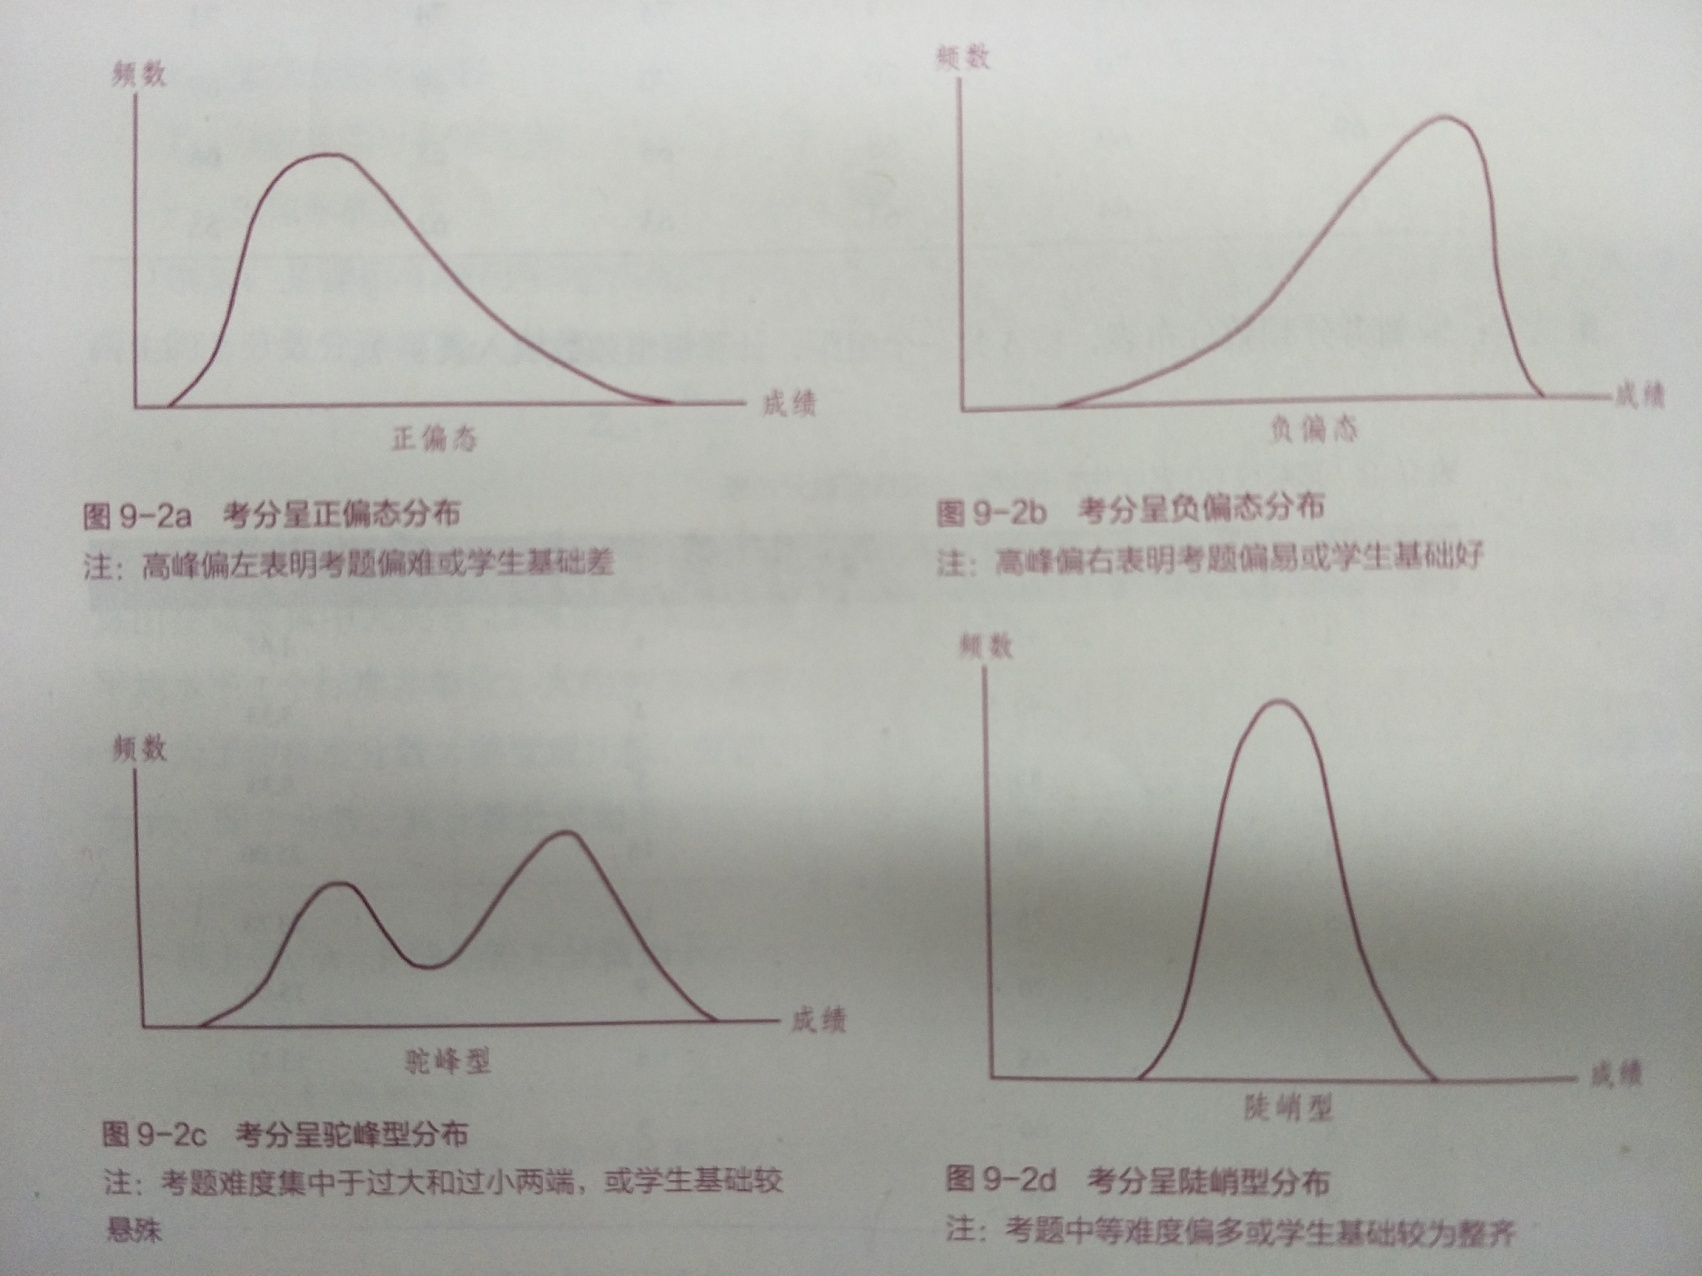 频数
成绩
正偏态
图 9-2a 考分呈正偏态分布
注：高峰偏左表明考题偏难或学生基础差
频数
成绩
负偏态
图 9-2b 考分呈负偏态分布
注：高峰偏右表明考题偏易或学生基础好
频数
成绩
驼峰型
图 9-2c 考分呈驼峰型分布
注：考题难度集中于过大和过小两端，或学生基础较
悬殊
频数
成绩
陡峭型
图 9-2d 考分呈陡峭型分布
注：考题中等难度偏多或学生基础较为整齐